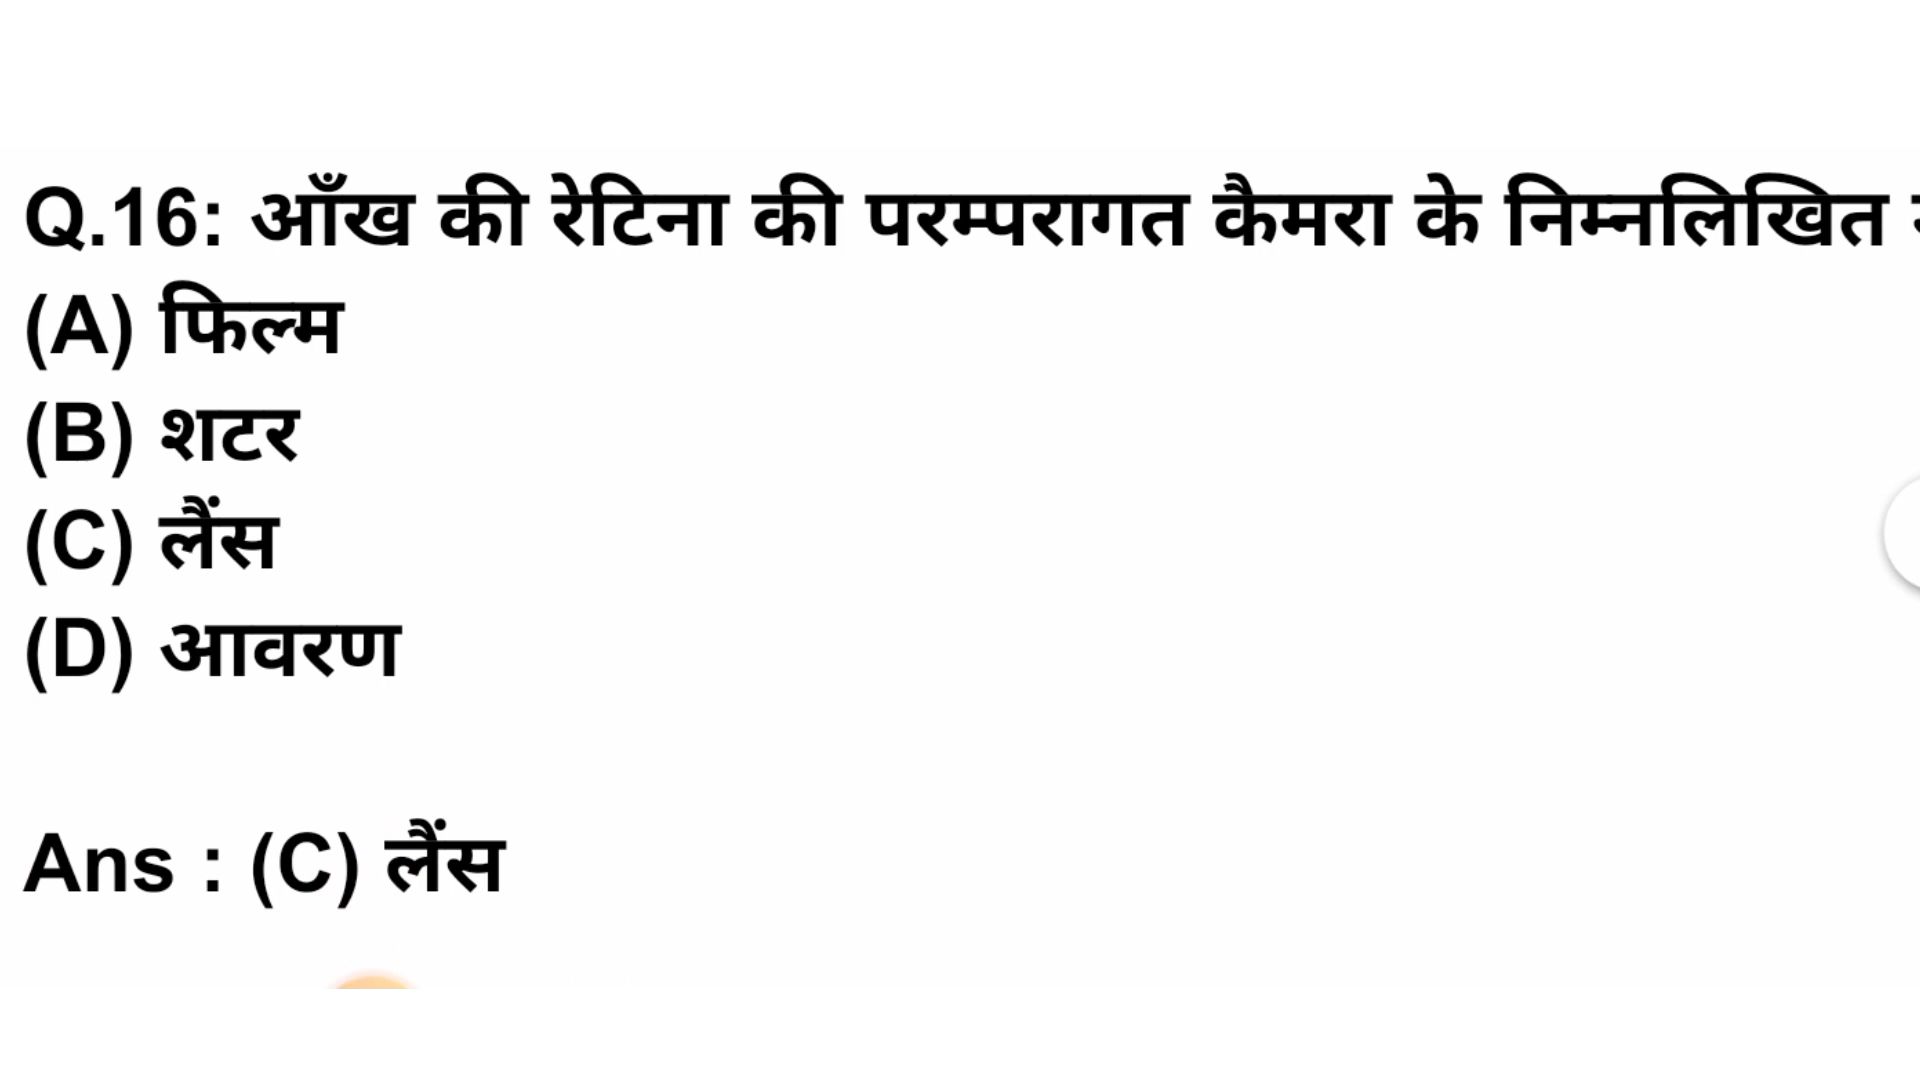 Q.16: आँख की रेटिना की परम्परागत कैमरा के निम्नलिखित
(A) फिल्म
(B) शटर
(C) लैंस
(D) आवरण
Ans : (C) लैंस